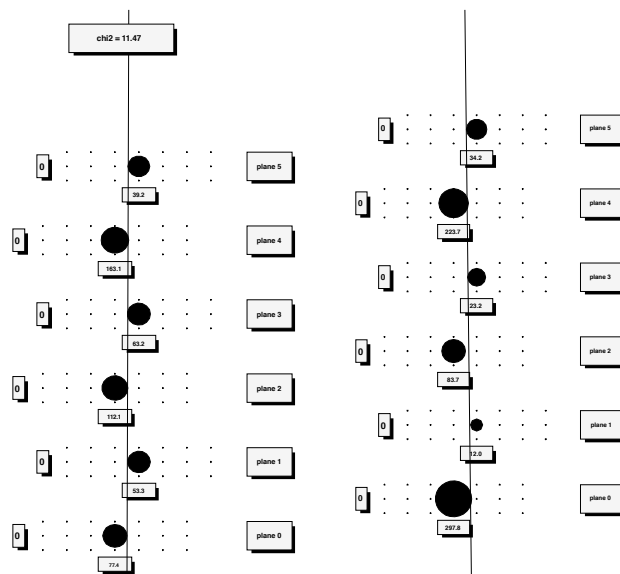 chi2 = 11.47
0 plane 5
39.2
0 plane 4
163.1
0 plane 3
63.2
0 plane 2
112.1
0 plane 1
53.3
0 plane 0
77.4
0 plane 5
34.2
0 plane 4
223.7
0 plane 3
23.2
0 plane 2
83.7
0 plane 1
12.0
0 plane 0
297.8